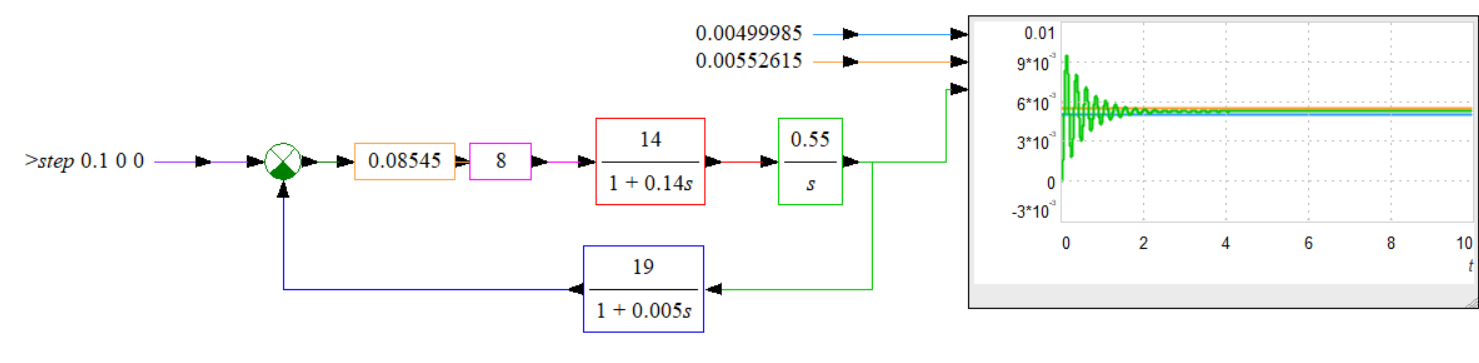 0.00499985
0.00552615
>step 0.1 0 0
0.08545
8
14
1 + 0.14s
0.55
s
19
1 + 0.005s
0.01
9*10⁻³
6*10⁻³
3*10⁻³
0
-3*10⁻³
0 2 4 6 8 10
t